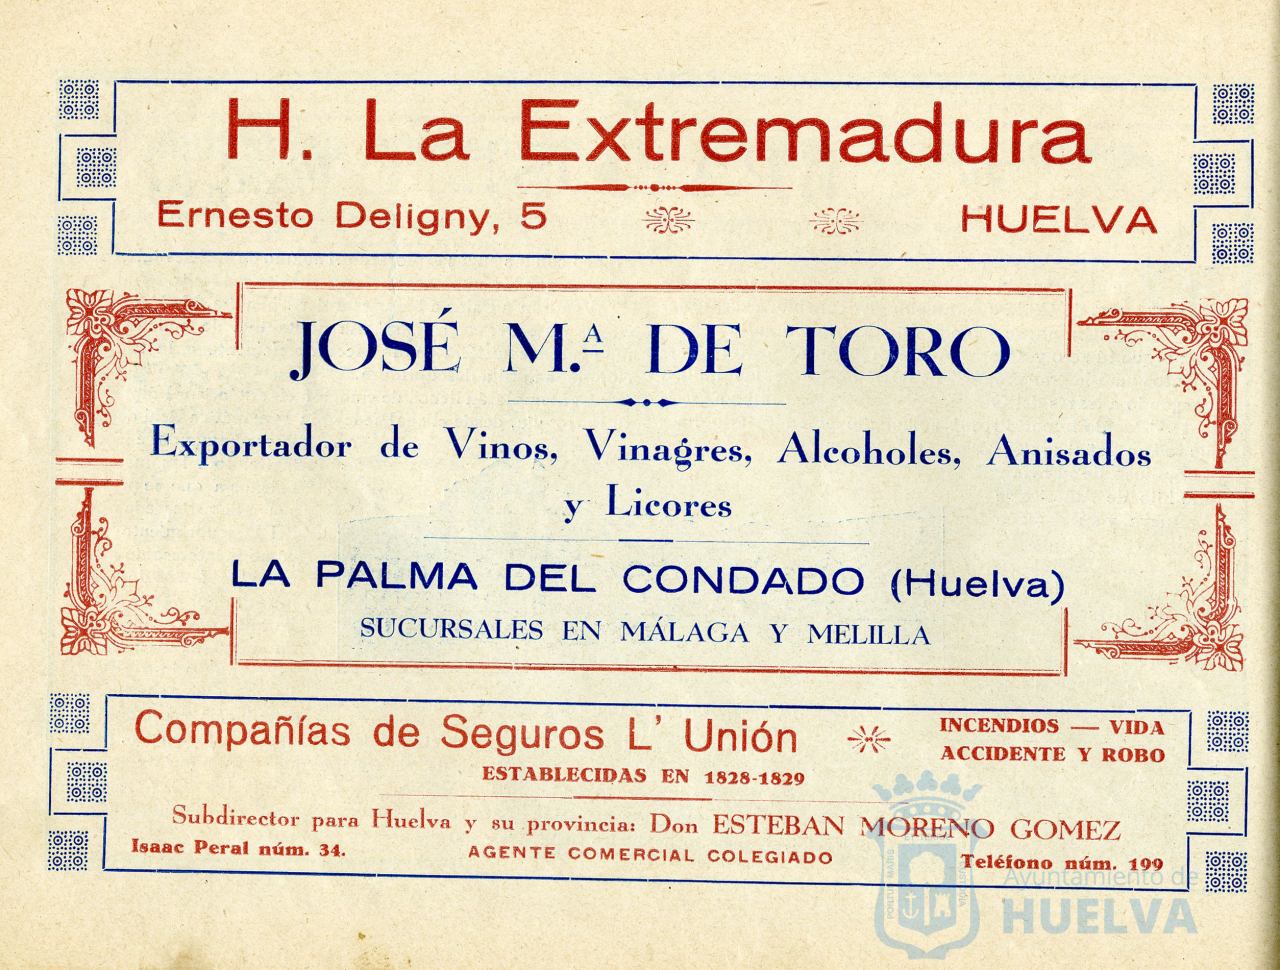 H. La Extremadura
Ernesto Deligny, 5 HUELVA
JOSÉ M.ª DE TORO
Exportador de Vinos, Vinagres, Alcoholes, Anisados
y Licores
LA PALMA DEL CONDADO (Huelva)
SUCURSALES EN MÁLAGA Y MELILLA
Compañías de Seguros L' Unión
INCENDIOS — VIDA
ACCIDENTE Y ROBO
ESTABLECIDAS EN 1828-1829
Subdirector para Huelva y su provincia: Don ESTEBAN MORENO GOMEZ
Isaac Peral núm. 34. AGENTE COMERCIAL COLEGIADO Teléfono núm. 199
Ayuntamiento de
HUELVA